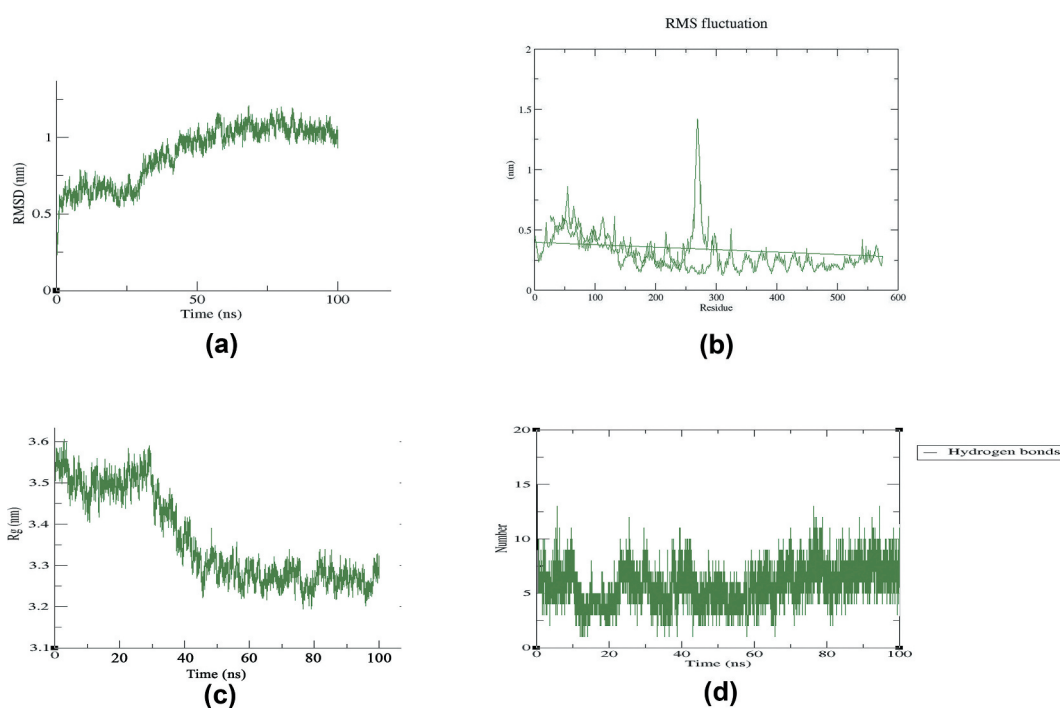 RMS fluctuation
1
0.5
0
RMSD (nm)
0
50
100
Time (ns)
(a)
2
1.5
1
0.5
0
(nm)
0
100
200
300
400
500
600
Residue
(b)
3.6
3.5
3.4
3.3
3.2
3.1
Rg (nm)
0
20
40
60
80
100
Time (ns)
(c)
20
15
10
5
0
Number
0
20
40
60
80
100
Time (ns)
Hydrogen bonds
(d)